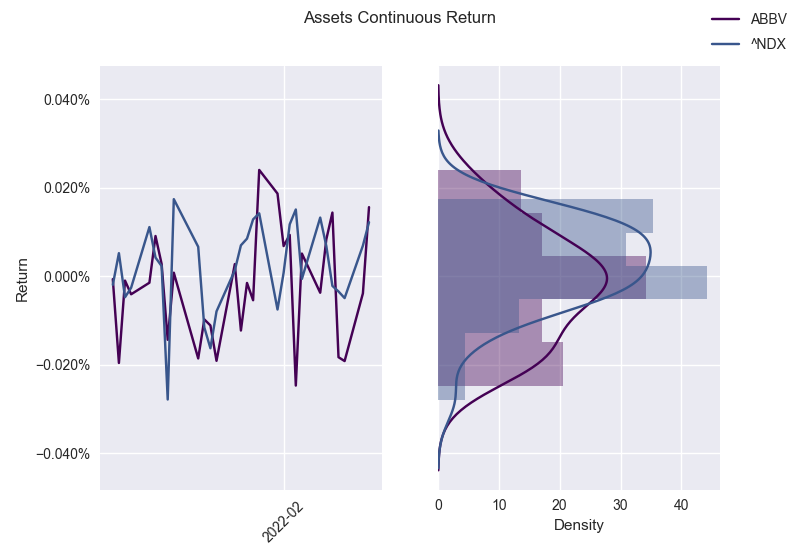 Assets Continuous Return
ABBV
^NDX
Return
0.040%
0.020%
0.000%
−0.020%
−0.040%
2022-02
0
10
20
30
40
Density